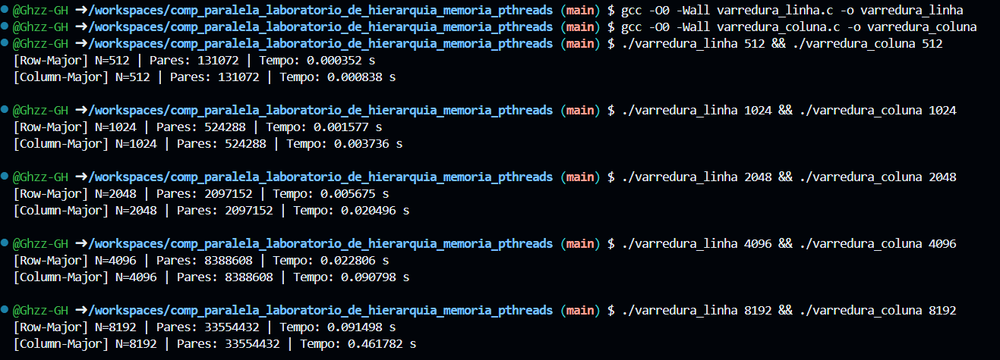 @Ghzz-GH ➜/workspaces/comp_paralela_laboratorio_de_hierarquia_memoria_pthreads (main) $ gcc -O0 -Wall varredura_linha.c -o varredura_linha
@Ghzz-GH ➜/workspaces/comp_paralela_laboratorio_de_hierarquia_memoria_pthreads (main) $ gcc -O0 -Wall varredura_coluna.c -o varredura_coluna
@Ghzz-GH ➜/workspaces/comp_paralela_laboratorio_de_hierarquia_memoria_pthreads (main) $ ./varredura_linha 512 && ./varredura_coluna 512
[Row-Major] N=512 | Pares: 131072 | Tempo: 0.000352 s
[Column-Major] N=512 | Pares: 131072 | Tempo: 0.000838 s
@Ghzz-GH ➜/workspaces/comp_paralela_laboratorio_de_hierarquia_memoria_pthreads (main) $ ./varredura_linha 1024 && ./varredura_coluna 1024
[Row-Major] N=1024 | Pares: 524288 | Tempo: 0.001577 s
[Column-Major] N=1024 | Pares: 524288 | Tempo: 0.003736 s
@Ghzz-GH ➜/workspaces/comp_paralela_laboratorio_de_hierarquia_memoria_pthreads (main) $ ./varredura_linha 2048 && ./varredura_coluna 2048
[Row-Major] N=2048 | Pares: 2097152 | Tempo: 0.005675 s
[Column-Major] N=2048 | Pares: 2097152 | Tempo: 0.020496 s
@Ghzz-GH ➜/workspaces/comp_paralela_laboratorio_de_hierarquia_memoria_pthreads (main) $ ./varredura_linha 4096 && ./varredura_coluna 4096
[Row-Major] N=4096 | Pares: 8388608 | Tempo: 0.022806 s
[Column-Major] N=4096 | Pares: 8388608 | Tempo: 0.090798 s
@Ghzz-GH ➜/workspaces/comp_paralela_laboratorio_de_hierarquia_memoria_pthreads (main) $ ./varredura_linha 8192 && ./varredura_coluna 8192
[Row-Major] N=8192 | Pares: 33554432 | Tempo: 0.091498 s
[Column-Major] N=8192 | Pares: 33554432 | Tempo: 0.461782 s